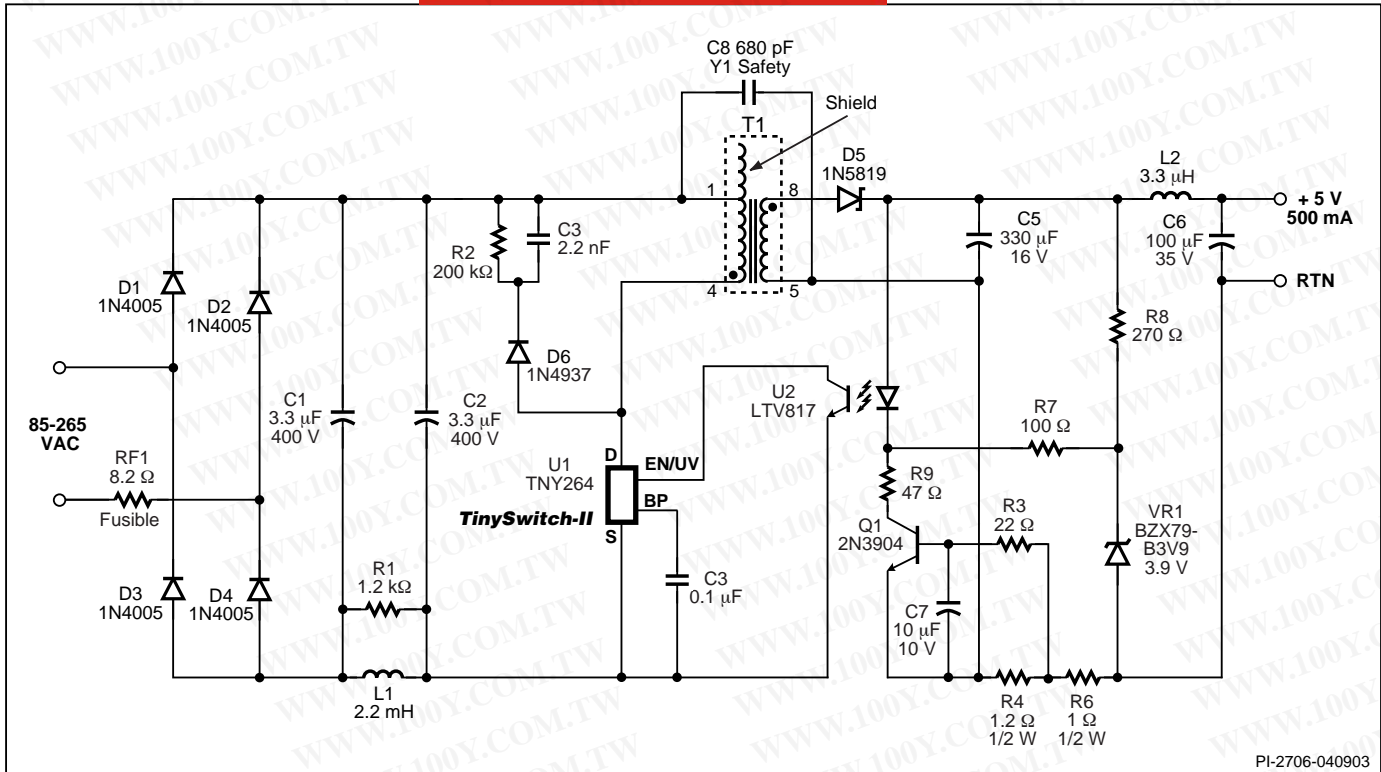 C8 680 pF
Y1 Safety
Shield
T1
D5
1N5819
L2
3.3 µH
1
8
+ 5 V
500 mA
C5
330 µF
16 V
C6
100 µF
35 V
R2
200 kΩ
C3
2.2 nF
4
5
RTN
D1
1N4005
D2
1N4005
R8
270 Ω
D6
1N4937
U2
LTV817
C1
3.3 µF
400 V
C2
3.3 µF
400 V
R7
100 Ω
85-265
VAC
RF1
8.2 Ω
Fusible
D
EN/UV
U1
TNY264
BP
TinySwitch-II
S
R9
47 Ω
Q1
2N3904
R3
22 Ω
VR1
BZX79-
B3V9
3.9 V
D3
1N4005
D4
1N4005
R1
1.2 kΩ
C3
0.1 µF
C7
10 µF
10 V
L1
2.2 mH
R4
1.2 Ω
1/2 W
R6
1 Ω
1/2 W
PI-2706-040903
WWW.100Y.COM.TW